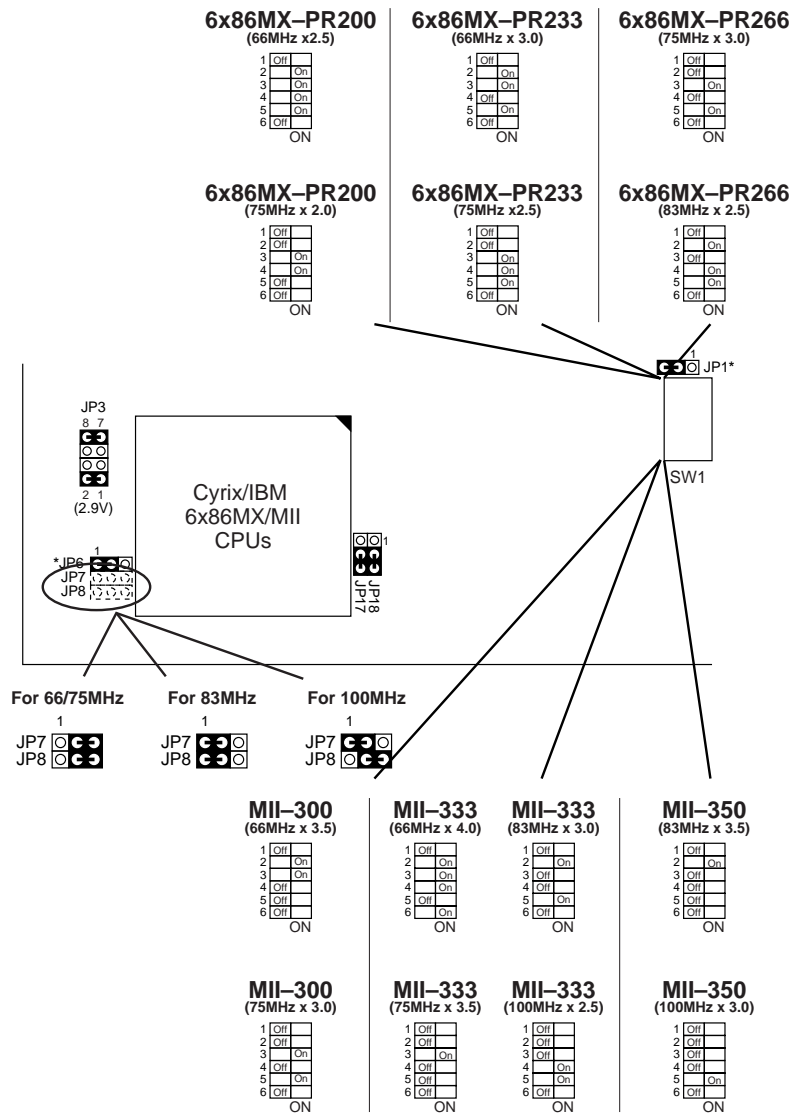 6x86MX–PR200
(66MHz x2.5)
1 Off
2 On
3 On
4 On
5 On
6 Off
ON
6x86MX–PR233
(66MHz x 3.0)
1 Off
2 On
3 On
4 Off
5 On
6 Off
ON
6x86MX–PR266
(75MHz x 3.0)
1 Off
2 Off
3 On
4 Off
5 On
6 Off
ON
6x86MX–PR200
(75MHz x 2.0)
1 Off
2 Off
3 On
4 On
5 Off
6 Off
ON
6x86MX–PR233
(75MHz x2.5)
1 Off
2 Off
3 On
4 On
5 On
6 Off
ON
6x86MX–PR266
(83MHz x 2.5)
1 Off
2 On
3 Off
4 On
5 On
6 Off
ON
1
JP1*
SW1
JP3
8 7
2 1
(2.9V)
Cyrix/IBM
6x86MX/MII
CPUs
1
*JP6
JP7
JP8
1
JP17
JP18
For 66/75MHz
1
JP7
JP8
For 83MHz
1
JP7
JP8
For 100MHz
1
JP7
JP8
MII–300
(66MHz x 3.5)
1 Off
2 On
3 On
4 Off
5 Off
6 Off
ON
MII–333
(66MHz x 4.0)
1 Off
2 On
3 On
4 On
5 Off
6 On
ON
MII–333
(83MHz x 3.0)
1 Off
2 On
3 Off
4 Off
5 On
6 Off
ON
MII–350
(83MHz x 3.5)
1 Off
2 On
3 Off
4 Off
5 Off
6 Off
ON
MII–300
(75MHz x 3.0)
1 Off
2 Off
3 On
4 Off
5 On
6 Off
ON
MII–333
(75MHz x 3.5)
1 Off
2 Off
3 On
4 Off
5 Off
6 Off
ON
MII–333
(100MHz x 2.5)
1 Off
2 Off
3 Off
4 On
5 On
6 Off
ON
MII–350
(100MHz x 3.0)
1 Off
2 Off
3 Off
4 Off
5 On
6 Off
ON